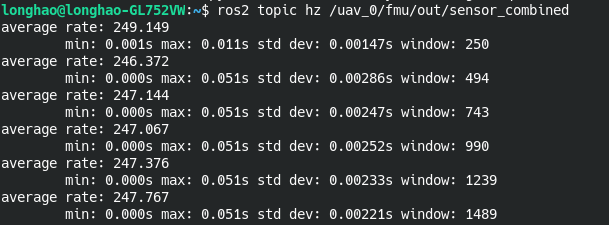 longhao@longhao-GL752VW:~$ ros2 topic hz /uav_0/fmu/out/sensor_combined
average rate: 249.149
min: 0.001s max: 0.011s std dev: 0.00147s window: 250
average rate: 246.372
min: 0.000s max: 0.051s std dev: 0.00286s window: 494
average rate: 247.144
min: 0.000s max: 0.051s std dev: 0.00247s window: 743
average rate: 247.067
min: 0.000s max: 0.051s std dev: 0.00252s window: 990
average rate: 247.376
min: 0.000s max: 0.051s std dev: 0.00233s window: 1239
average rate: 247.767
min: 0.000s max: 0.051s std dev: 0.00221s window: 1489